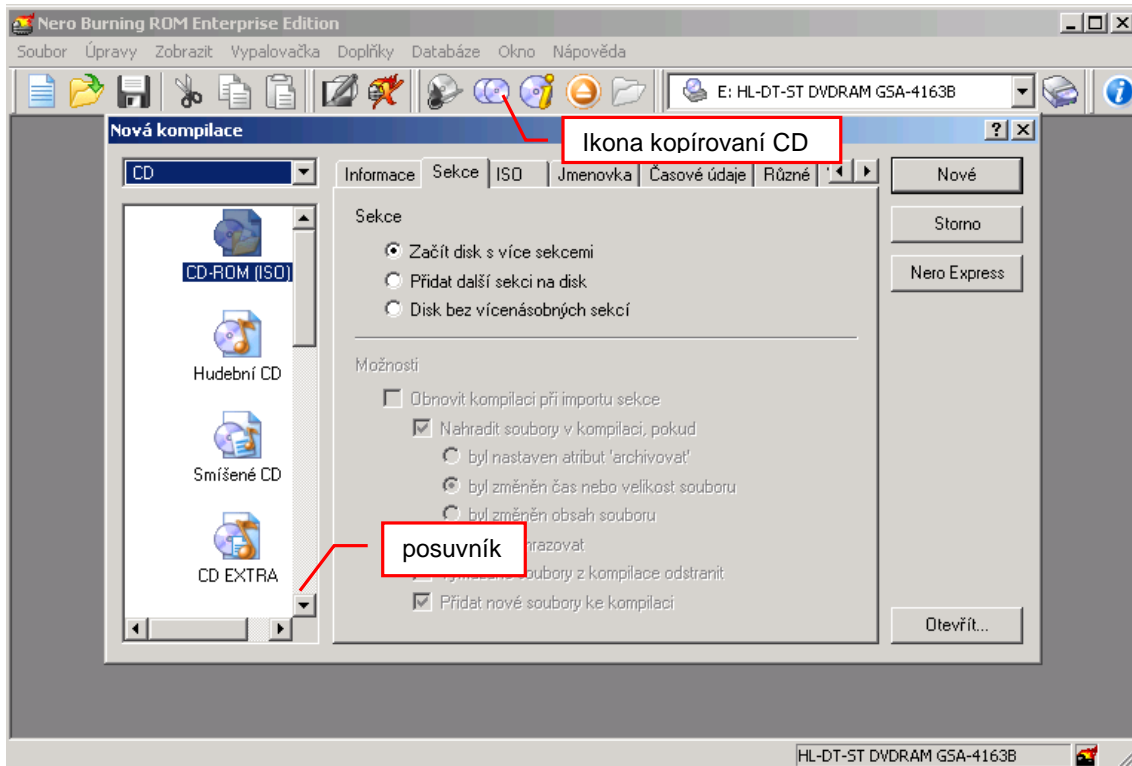 Nero Burning ROM Enterprise Edition
Soubor Úpravy Zobrazit Vypalovačka Doplňky Databáze Okno Nápověda
E: HL-DT-ST DVDRAM GSA-4163B
Ikona kopírovaní CD
Nová kompilace
CD
Informace Sekce ISO Jmenovka Časové údaje Různé
Nové
Storno
Nero Express
CD-ROM (ISO)
Hudební CD
Smíšené CD
CD EXTRA
Sekce
Začít disk s více sekcemi
Přidat další sekci na disk
Disk bez vícenásobných sekcí
Možnosti
Obnovit kompilaci při importu sekce
Nahradit soubory v kompilaci, pokud
byl nastaven atribut 'archivovat'
byl změněn čas nebo velikost souboru
byl změněn obsah souboru
posuvník
soubory z kompilace odstranit
Přidat nové soubory ke kompilaci
Otevřít...
HL-DT-ST DVDRAM GSA-4163B